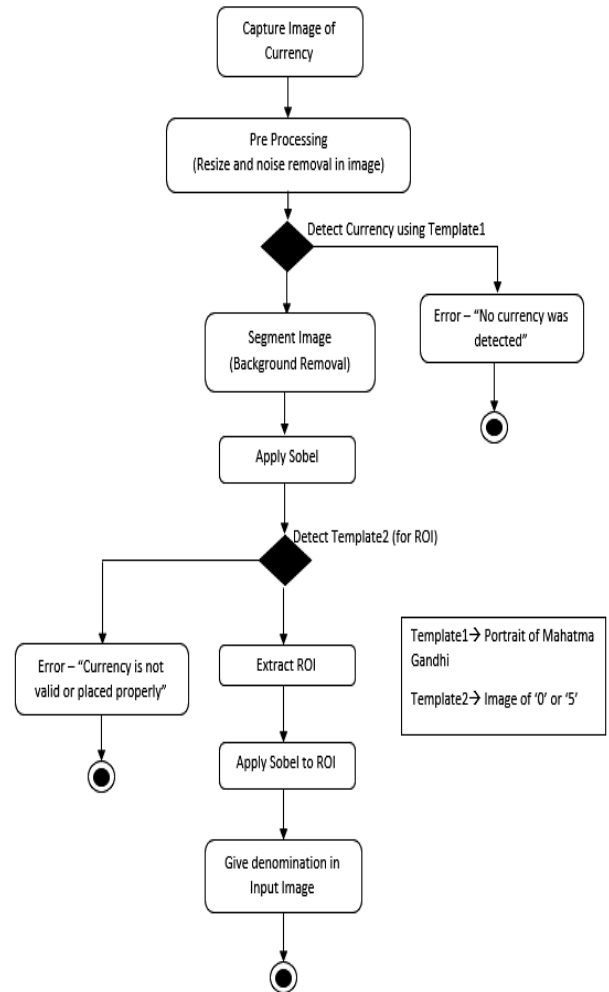 Capture Image of
Currency
Pre Processing
(Resize and noise removal in image)
Detect Currency using Template1
Segment Image
(Background Removal)
Error – “No currency was
detected”
Apply Sobel
Detect Template2 (for ROI)
Error – “Currency is not
valid or placed properly”
Extract ROI
Template1→ Portrait of Mahatma
Gandhi
Template2→ Image of ‘0’ or ‘5’
Apply Sobel to ROI
Give denomination in
Input Image